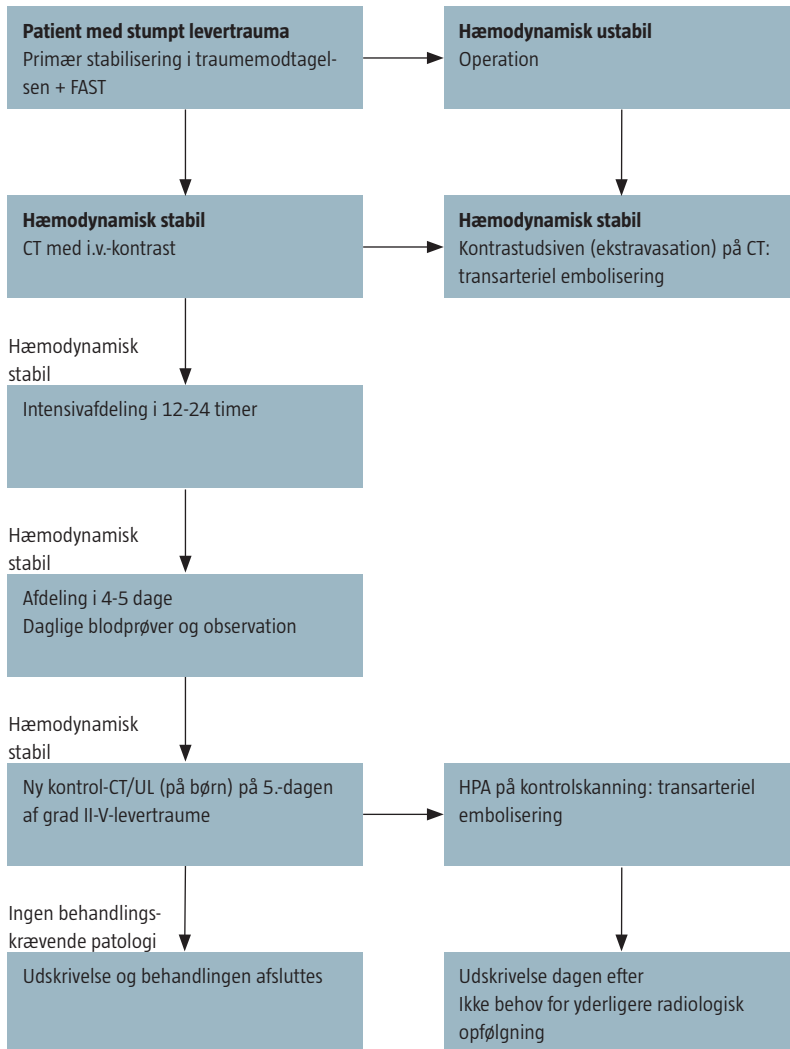 Patient med stumpt levertrauma
Primær stabilisering i traumemodtagel-
sen + FAST
Hæmodynamisk ustabil
Operation
Hæmodynamisk stabil
CT med i.v.-kontrast
Hæmodynamisk stabil
Kontrastudsiven (ekstravasation) på CT:
transarteriel embolisering
Hæmodynamisk
stabil
Intensivafdeling i 12-24 timer
Hæmodynamisk
stabil
Afdeling i 4-5 dage
Daglige blodprøver og observation
Hæmodynamisk
stabil
Ny kontrol-CT/UL (på børn) på 5.-dagen
af grad II-V-levertraume
HPA på kontrolskanning: transarteriel
embolisering
Ingen behandlings-
krævende patologi
Udskrivelse og behandlingen afsluttes
Udskrivelse dagen efter
Ikke behov for yderligere radiologisk
opfølgning